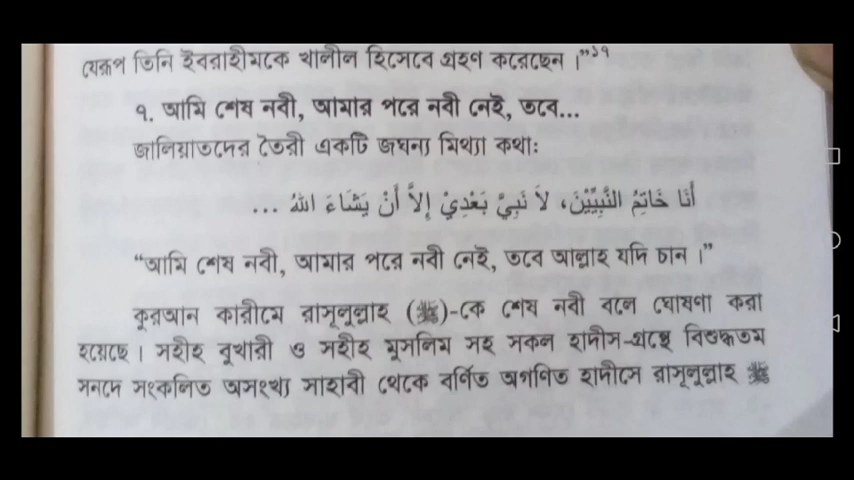 যেরূপ তিনি ইবরাহীমকে খালীল হিসেবে গ্রহণ করেছেন।”১৭
৭. আমি শেষ নবী, আমার পরে নবী নেই, তবে...
জালিয়াতদের তৈরী একটি জঘন্য মিথ্যা কথা:
أَنَا خَاتِمُ النَّبِيِّيْنَ، لاَ نَبِيَّ بَعْدِيْ إِلاَّ أَنْ يَشَاءَ اللهُ ...
“আমি শেষ নবী, আমার পরে নবী নেই, তবে আল্লাহ যদি চান।”
কুরআন কারীমে রাসূলুল্লাহ (ﷺ)-কে শেষ নবী বলে ঘোষণা করা
হয়েছে। সহীহ বুখারী ও সহীহ মুসলিম সহ সকল হাদীস-গ্রন্থে বিশুদ্ধতম
সনদে সংকলিত অসংখ্য সাহাবী থেকে বর্ণিত অগণিত হাদীসে রাসূলুল্লাহ ﷺ